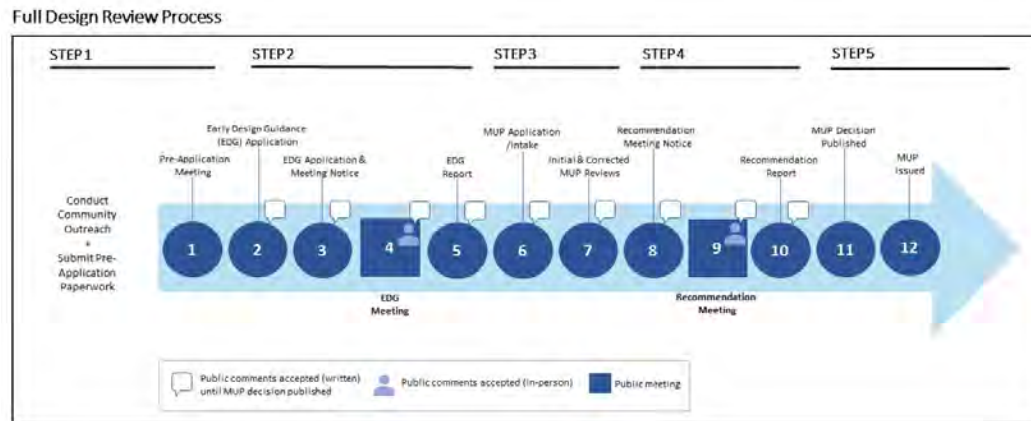 Full Design Review Process
STEP1
STEP2
STEP3
STEP4
STEP5
Pre-Application
Meeting
Early Design Guidance
(EDG) Application
EDG Application &
Meeting Notice
EDG
Report
MUP Application
/Intake
Initial & Corrected
MUP Reviews
Recommendation
Meeting Notice
Recommendation
Report
MUP Decision
Published
MUP
Issued
Conduct
Community
Outreach
+
Submit Pre-
Application
Paperwork
1
2
3
4
5
6
7
8
9
10
11
12
EDG
Meeting
Recommendation
Meeting
Public comments accepted (written)
until MUP decision published
Public comments accepted (in-person)
Public meeting